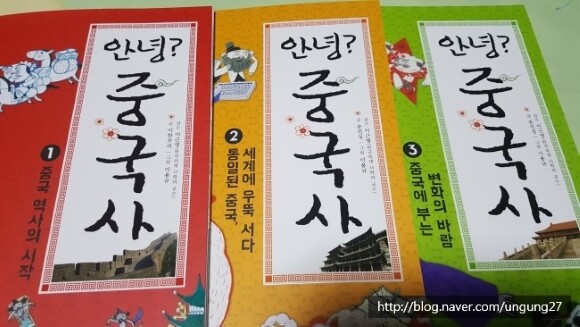 안녕?
중국사
1
중국 역사의 시작
안녕?
중국사
2
통일된 중국,
세계에 우뚝 서다
안녕?
중국사
3
중국에 부는
변화의 바람
http://blog.naver.com/ungung27